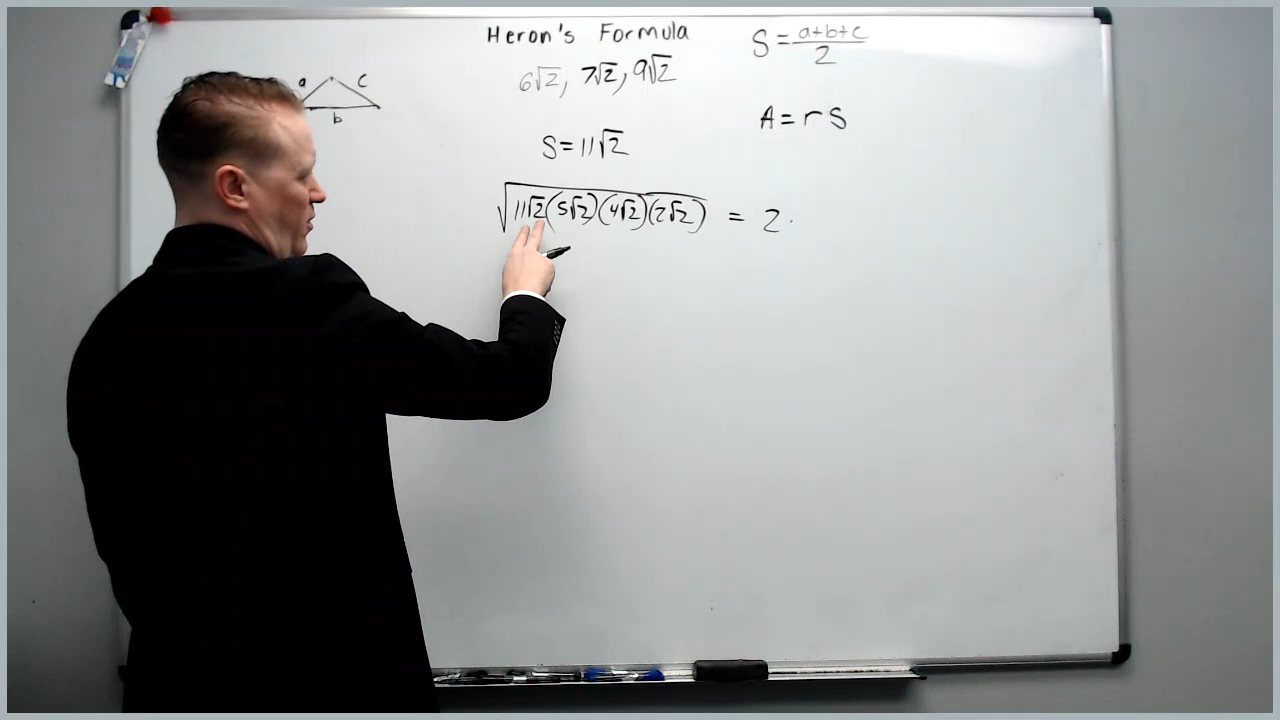 Heron's Formula
S = a+b+c / 2
6√2, 7√2, 9√2
a c
b
A = r S
S = 11√2
√11√2(5√2)(4√2)(2√2) = 2·